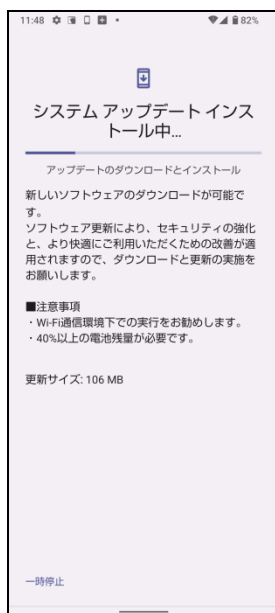 11:48
82%
システム アップデート インス
トール中...
アップデートのダウンロードとインストール
新しいソフトウェアのダウンロードが可能で
す。
ソフトウェア更新により、セキュリティの強化
と、より快適にご利用いただくための改善が適
用されますので、ダウンロードと更新の実施を
お願いします。
■注意事項
・Wi-Fi通信環境下での実行をお勧めします。
・40%以上の電池残量が必要です。
更新サイズ: 106 MB
一時停止